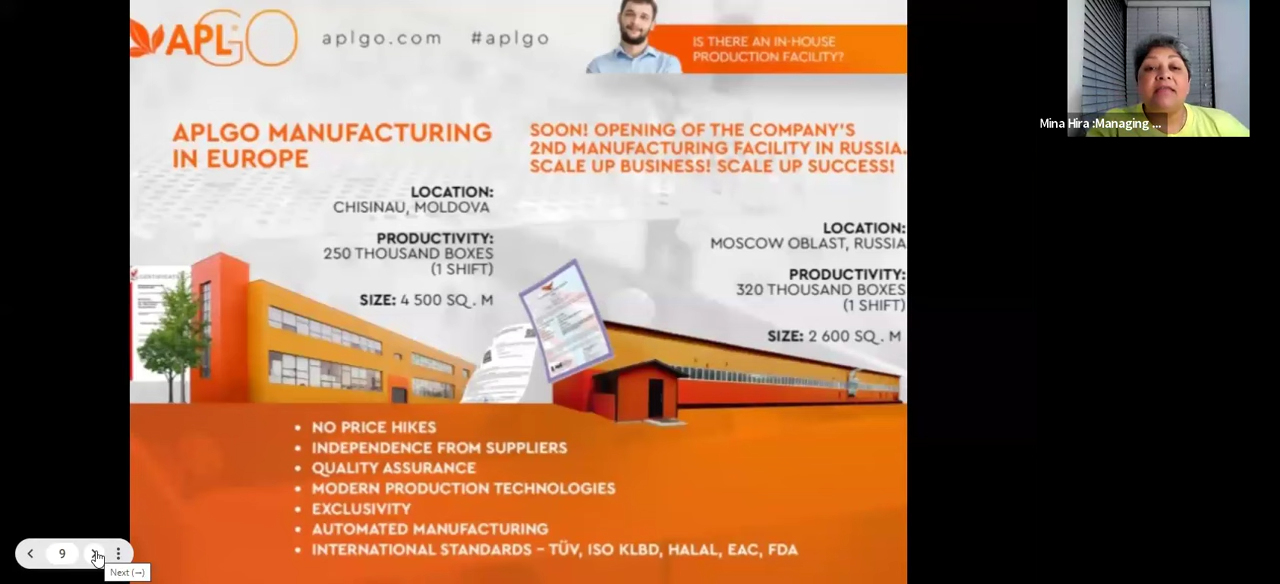 APLGO
aplgo.com #aplgo
IS THERE AN IN-HOUSE
PRODUCTION FACILITY?
Mina Hira :Managing ...
APLGO MANUFACTURING
IN EUROPE
LOCATION:
CHISINAU, MOLDOVA
PRODUCTIVITY:
250 THOUSAND BOXES
(1 SHIFT)
SIZE: 4 500 SQ. M
SOON! OPENING OF THE COMPANY'S
2ND MANUFACTURING FACILITY IN RUSSIA.
SCALE UP BUSINESS! SCALE UP SUCCESS!
LOCATION:
MOSCOW OBLAST, RUSSIA
PRODUCTIVITY:
320 THOUSAND BOXES
(1 SHIFT)
SIZE: 2 600 SQ. M
• NO PRICE HIKES
• INDEPENDENCE FROM SUPPLIERS
• QUALITY ASSURANCE
• MODERN PRODUCTION TECHNOLOGIES
• EXCLUSIVITY
• AUTOMATED MANUFACTURING
• INTERNATIONAL STANDARDS – TÜV, ISO KLBD, HALAL, EAC, FDA
9
Next (→)